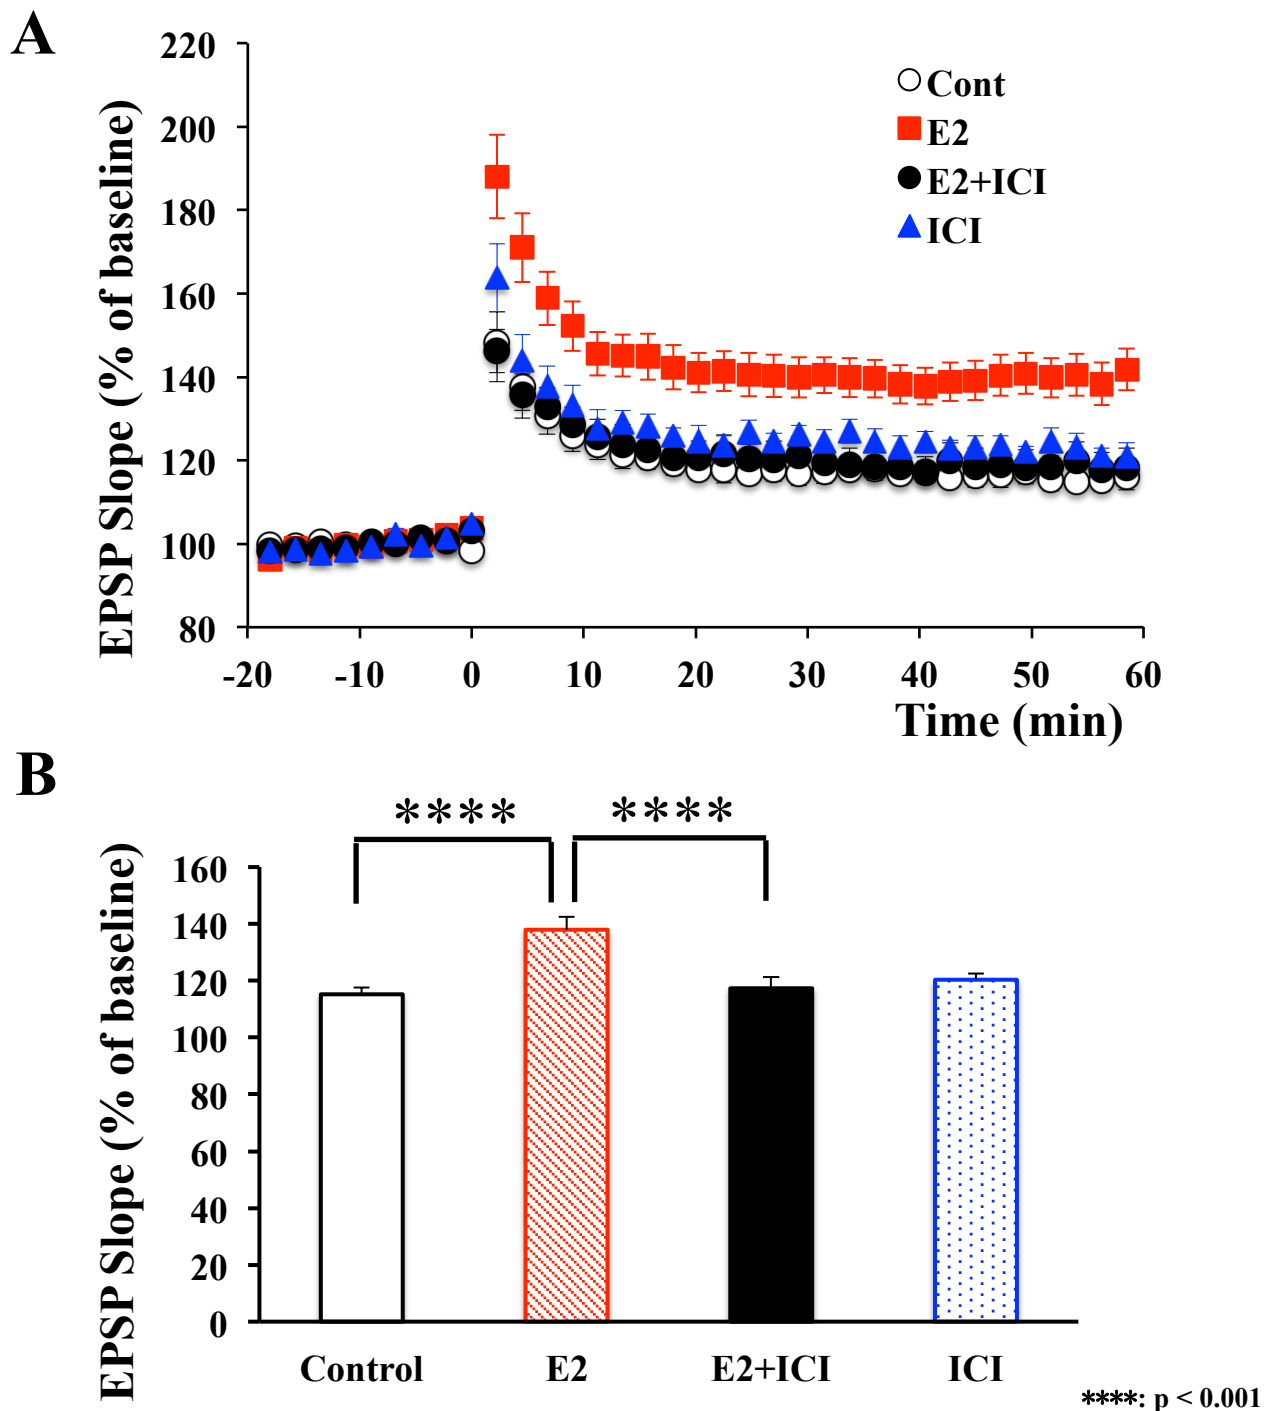 A
EPSP Slope (% of baseline)
220
200
180
160
140
120
100
80
-20 -10 0 10 20 30 40 50 60
Time (min)
Cont
E2
E2+ICI
ICI
B
**** ****
EPSP Slope (% of baseline)
160
140
120
100
80
60
40
20
0
Control E2 E2+ICI ICI
****: p < 0.001